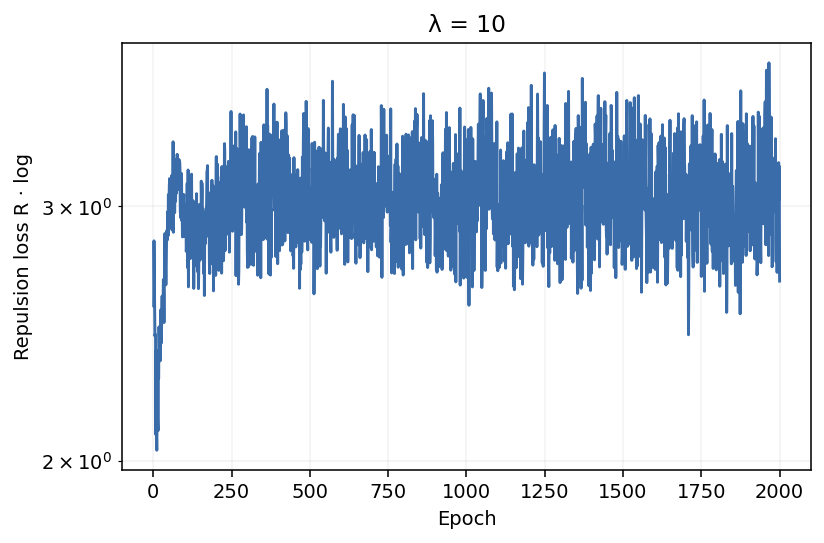 λ = 10
Repulsion loss R · log
3 × 10⁰
2 × 10⁰
0 250 500 750 1000 1250 1500 1750 2000
Epoch